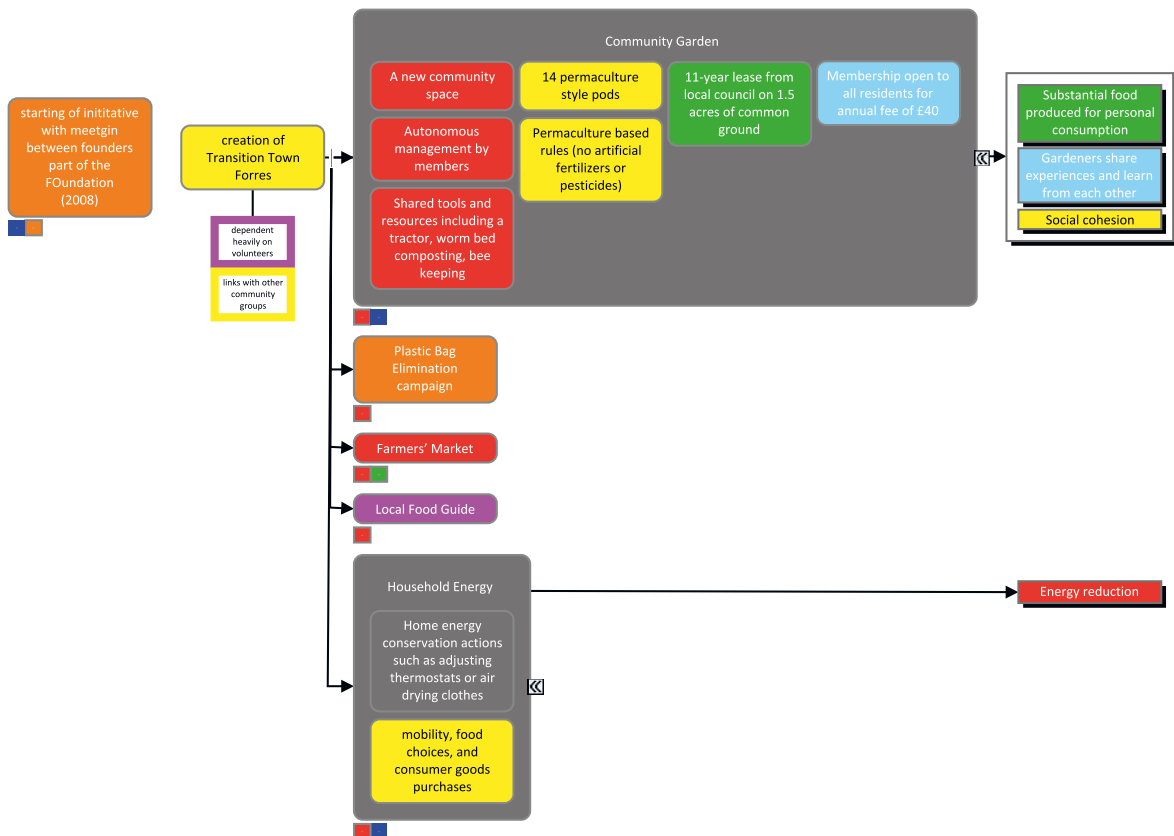 starting of inititative
with meetgin
between founders
part of the
FOundation
(2008)
creation of
Transition Town
Forres
dependent
heavily on
volunteers
links with other
community
groups
Community Garden
A new community
space
Autonomous
management by
members
Shared tools and
resources including a
tractor, worm bed
composting, bee
keeping
14 permaculture
style pods
Permaculture based
rules (no artificial
fertilizers or
pesticides)
11-year lease from
local council on 1.5
acres of common
ground
Membership open to
all residents for
annual fee of £40
Substantial food
produced for personal
consumption
Gardeners share
experiences and learn
from each other
Social cohesion
Plastic Bag
Elimination
campaign
Farmers’ Market
Local Food Guide
Household Energy
Home energy
conservation actions
such as adjusting
thermostats or air
drying clothes
mobility, food
choices, and
consumer goods
purchases
Energy reduction